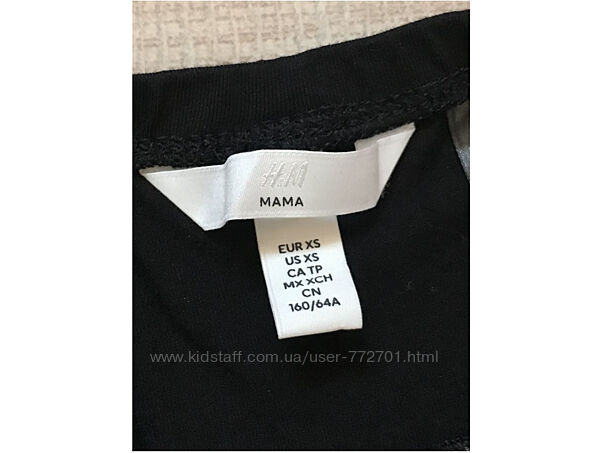 H&M
MAMA
EUR XS
US XS
CA TP
MX XCH
CN
160/64A
www.kidstaff.com.ua/user-772701.html